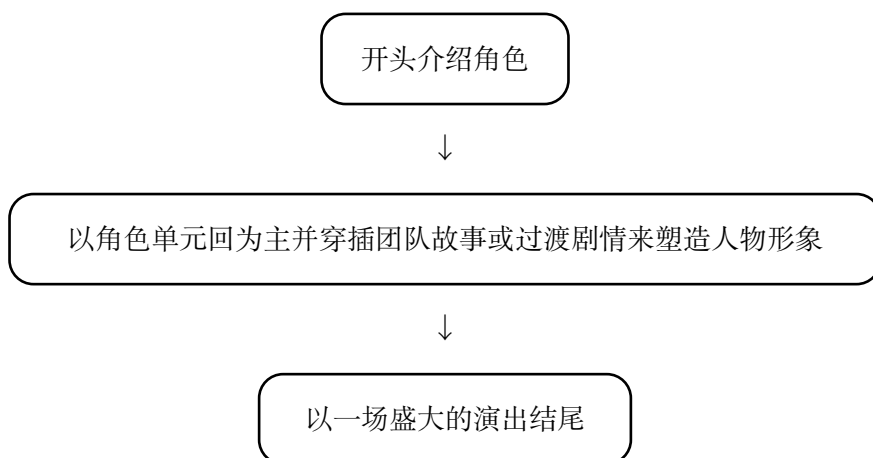 开头介绍角色
↓
以角色单元回为主并穿插团队故事或过渡剧情来塑造人物形象
↓
以一场盛大的演出结尾